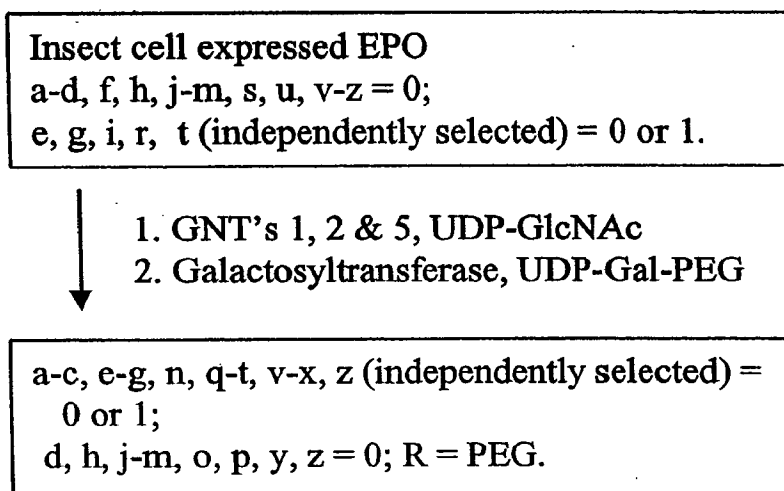 Insect cell expressed EPO
a-d, f, h, j-m, s, u, v-z = 0;
e, g, i, r, t (independently selected) = 0 or 1.
1. GNT's 1, 2 & 5, UDP-GlcNAc
2. Galactosyltransferase, UDP-Gal-PEG
a-c, e-g, n, q-t, v-x, z (independently selected) =
0 or 1;
d, h, j-m, o, p, y, z = 0; R = PEG.